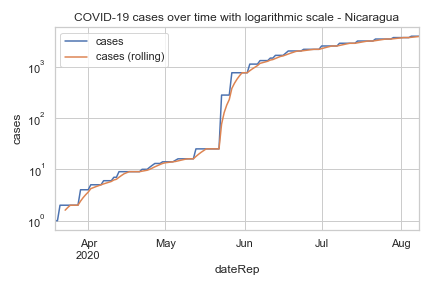 COVID-19 cases over time with logarithmic scale - Nicaragua
cases
cases (rolling)
cases
10³
10²
10¹
10⁰
Apr
2020
May
Jun
Jul
Aug
dateRep